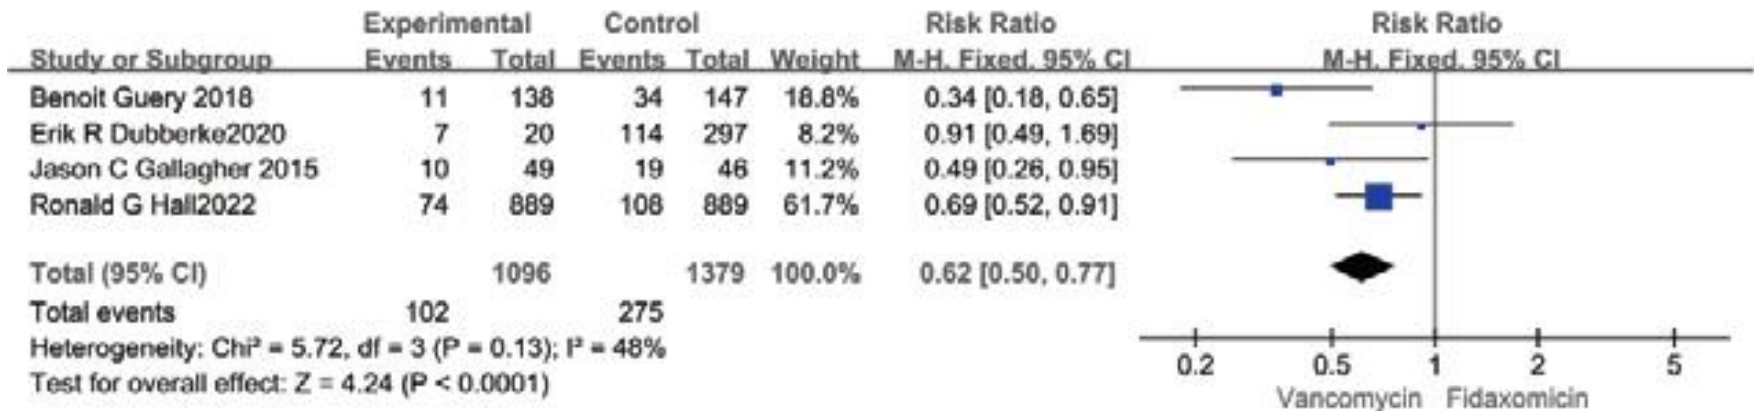 Experimental Control Risk Ratio Risk Ratio
Study or Subgroup Events Total Events Total Weight M-H. Fixed. 95% CI M-H. Fixed. 95% CI
Benoit Guery 2018 11 138 34 147 18.8% 0.34 [0.18, 0.65]
Erik R Dubberke2020 7 20 114 297 8.2% 0.91 [0.49, 1.69]
Jason C Gallagher 2015 10 49 19 46 11.2% 0.49 [0.26, 0.95]
Ronald G Hall2022 74 889 108 889 61.7% 0.69 [0.52, 0.91]
Total (95% CI) 1096 1379 100.0% 0.62 [0.50, 0.77]
Total events 102 275
Heterogeneity: Chi² = 5.72, df = 3 (P = 0.13); I² = 48%
Test for overall effect: Z = 4.24 (P < 0.0001)
0.2 0.5 1 2 5
Vancomycin Fidaxomicin